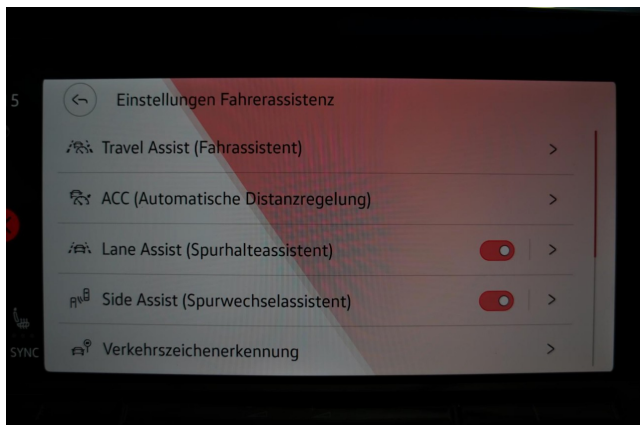 5
Einstellungen Fahrerassistenz
Travel Assist (Fahrassistent)
ACC (Automatische Distanzregelung)
Lane Assist (Spurhalteassistent)
Side Assist (Spurwechselassistent)
SYNC
Verkehrszeichenerkennung